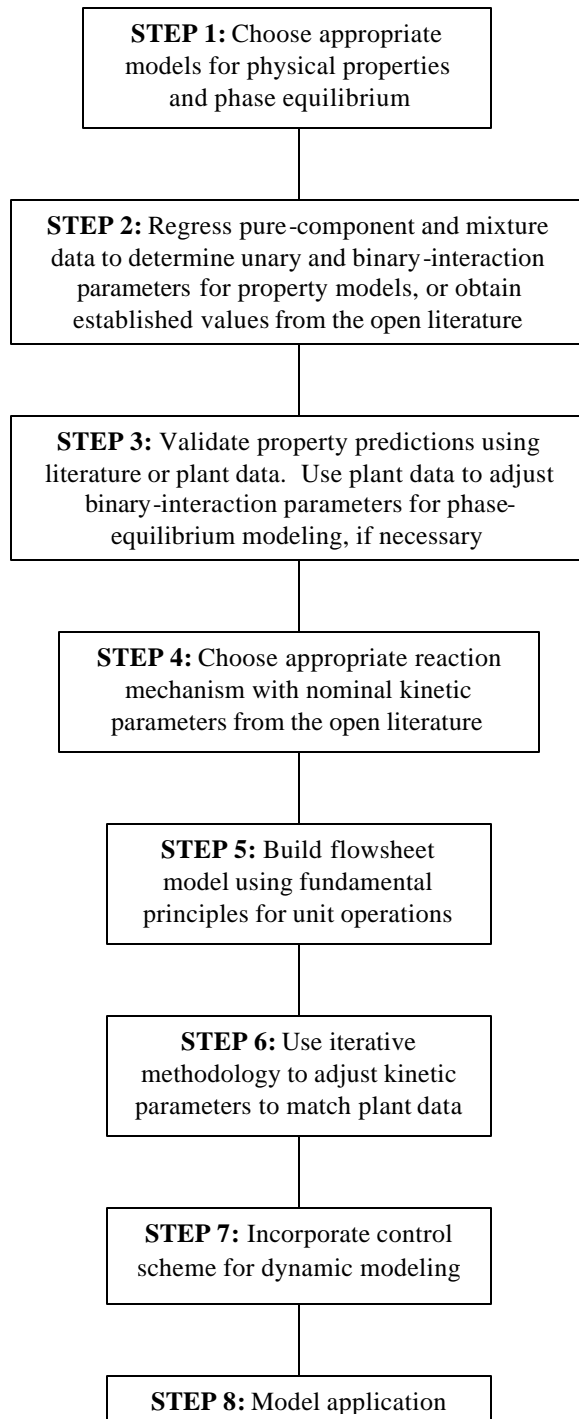 STEP 1: Choose appropriate
models for physical properties
and phase equilibrium
STEP 2: Regress pure-component and mixture
data to determine unary and binary-interaction
parameters for property models, or obtain
established values from the open literature
STEP 3: Validate property predictions using
literature or plant data.  Use plant data to adjust
binary-interaction parameters for phase-
equilibrium modeling, if necessary
STEP 4: Choose appropriate reaction
mechanism with nominal kinetic
parameters from the open literature
STEP 5: Build flowsheet
model using fundamental
principles for unit operations
STEP 6: Use iterative
methodology to adjust kinetic
parameters to match plant data
STEP 7: Incorporate control
scheme for dynamic modeling
STEP 8: Model application